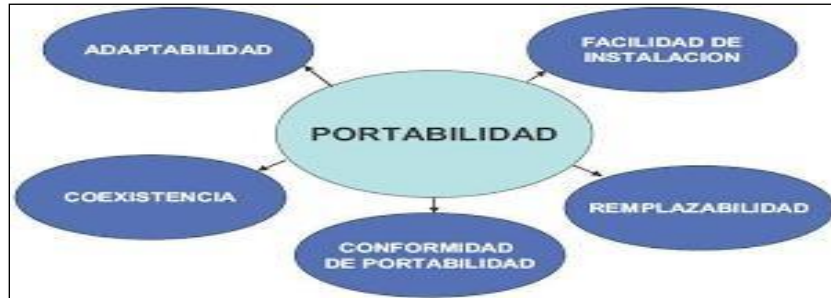 ADAPTABILIDAD
FACILIDAD DE
INSTALACION
PORTABILIDAD
COEXISTENCIA
REMPLAZABILIDAD
CONFORMIDAD
DE PORTABILIDAD